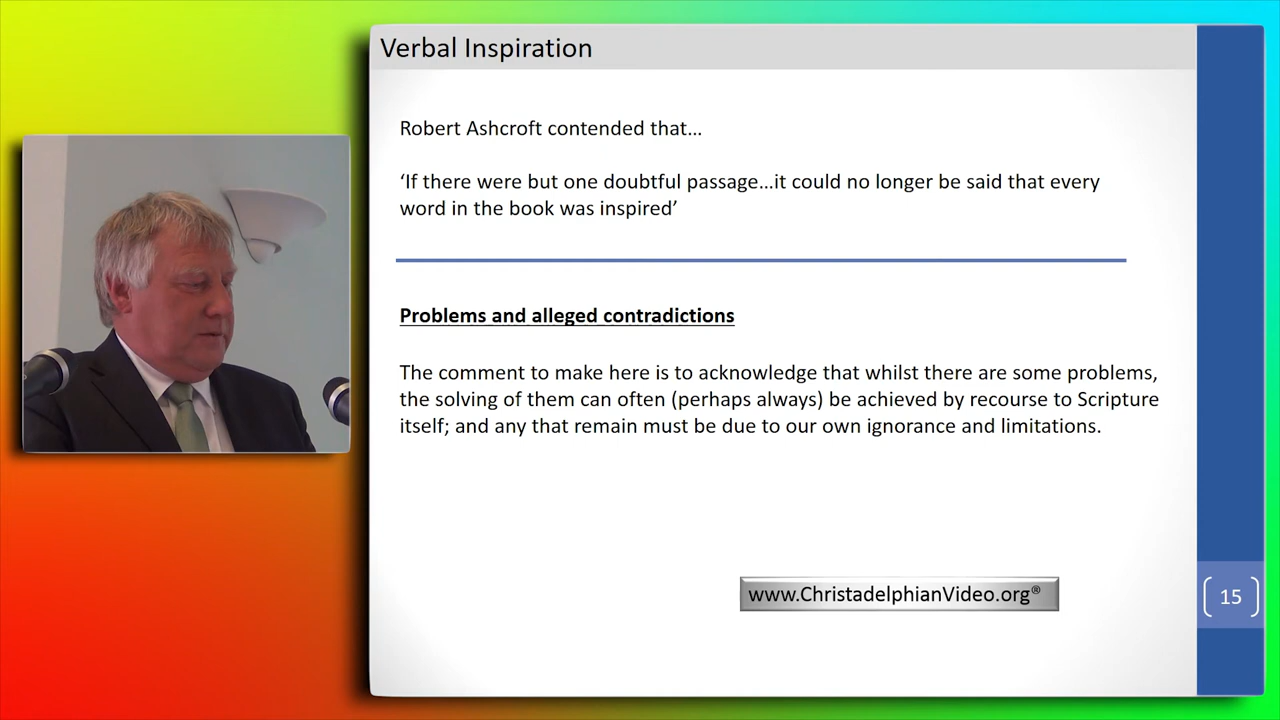 Verbal Inspiration
Robert Ashcroft contended that…
‘If there were but one doubtful passage…it could no longer be said that every
word in the book was inspired’
Problems and alleged contradictions
The comment to make here is to acknowledge that whilst there are some problems,
the solving of them can often (perhaps always) be achieved by recourse to Scripture
itself; and any that remain must be due to our own ignorance and limitations.
www.ChristadelphianVideo.org®
15